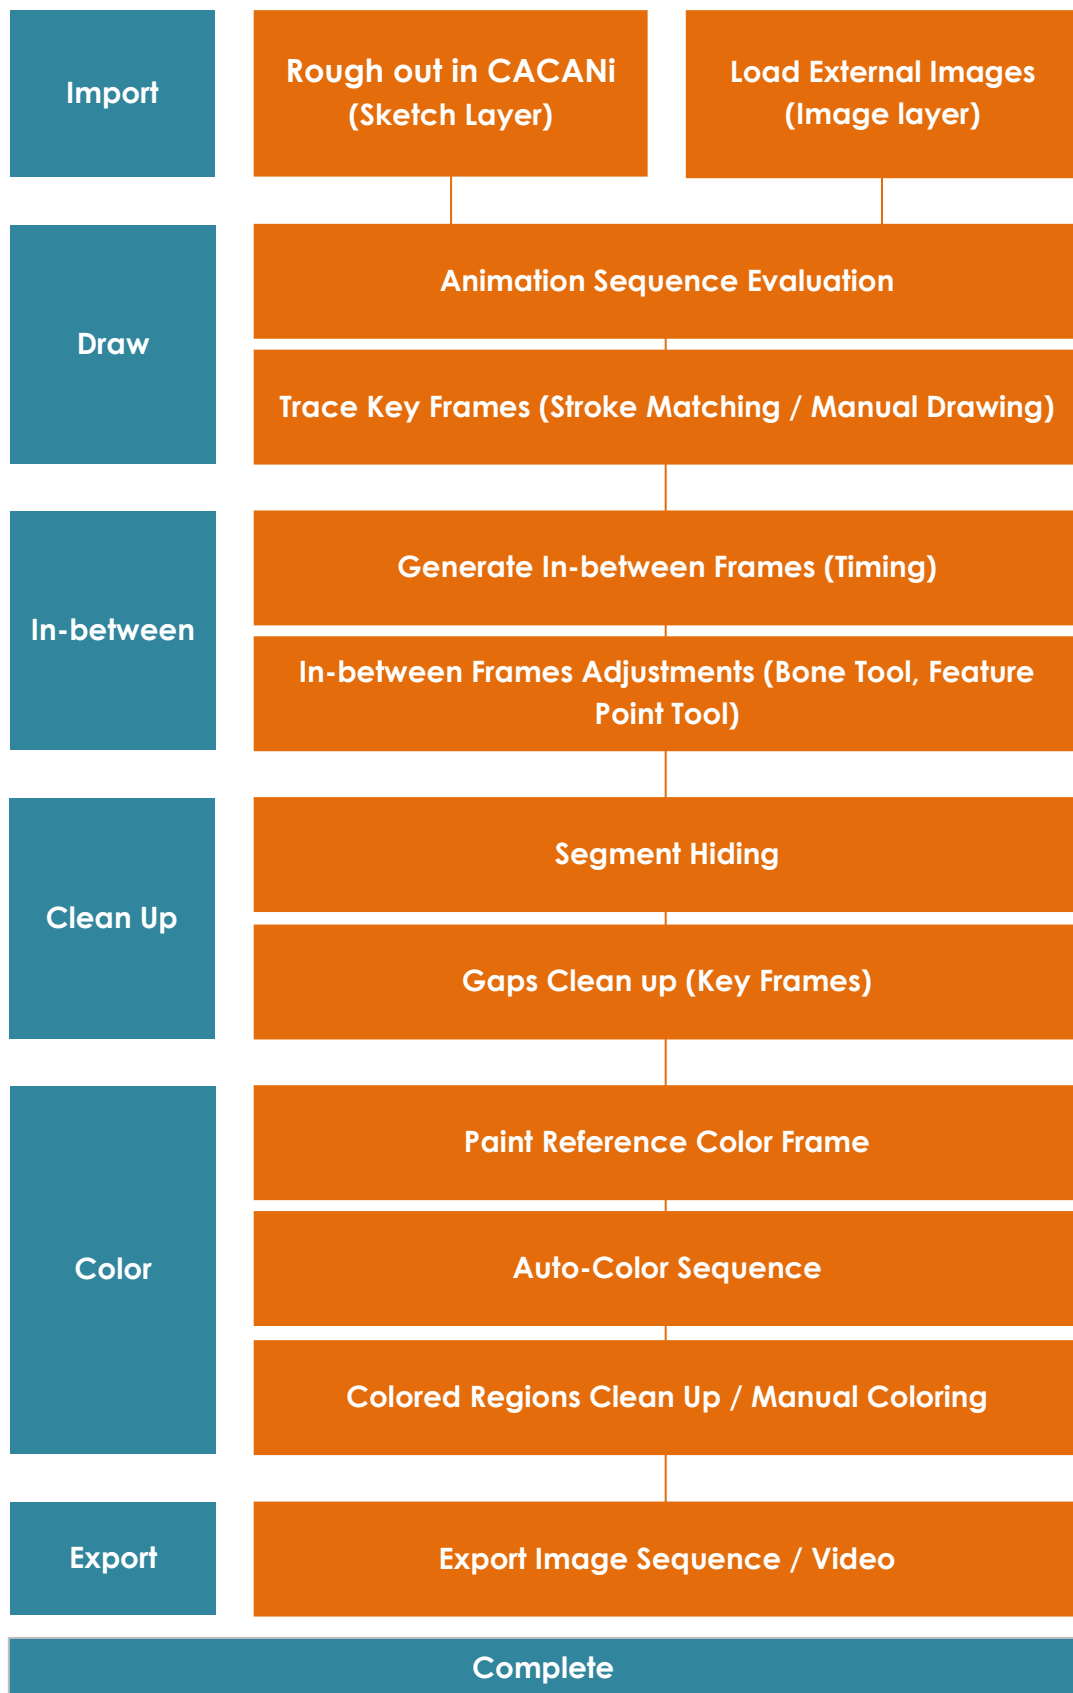 Import
Rough out in CACANi
(Sketch Layer)
Load External Images
(Image layer)
Draw
Animation Sequence Evaluation
Trace Key Frames (Stroke Matching / Manual Drawing)
In-between
Generate In-between Frames (Timing)
In-between Frames Adjustments (Bone Tool, Feature
Point Tool)
Clean Up
Segment Hiding
Gaps Clean up (Key Frames)
Color
Paint Reference Color Frame
Auto-Color Sequence
Colored Regions Clean Up / Manual Coloring
Export
Export Image Sequence / Video
Complete